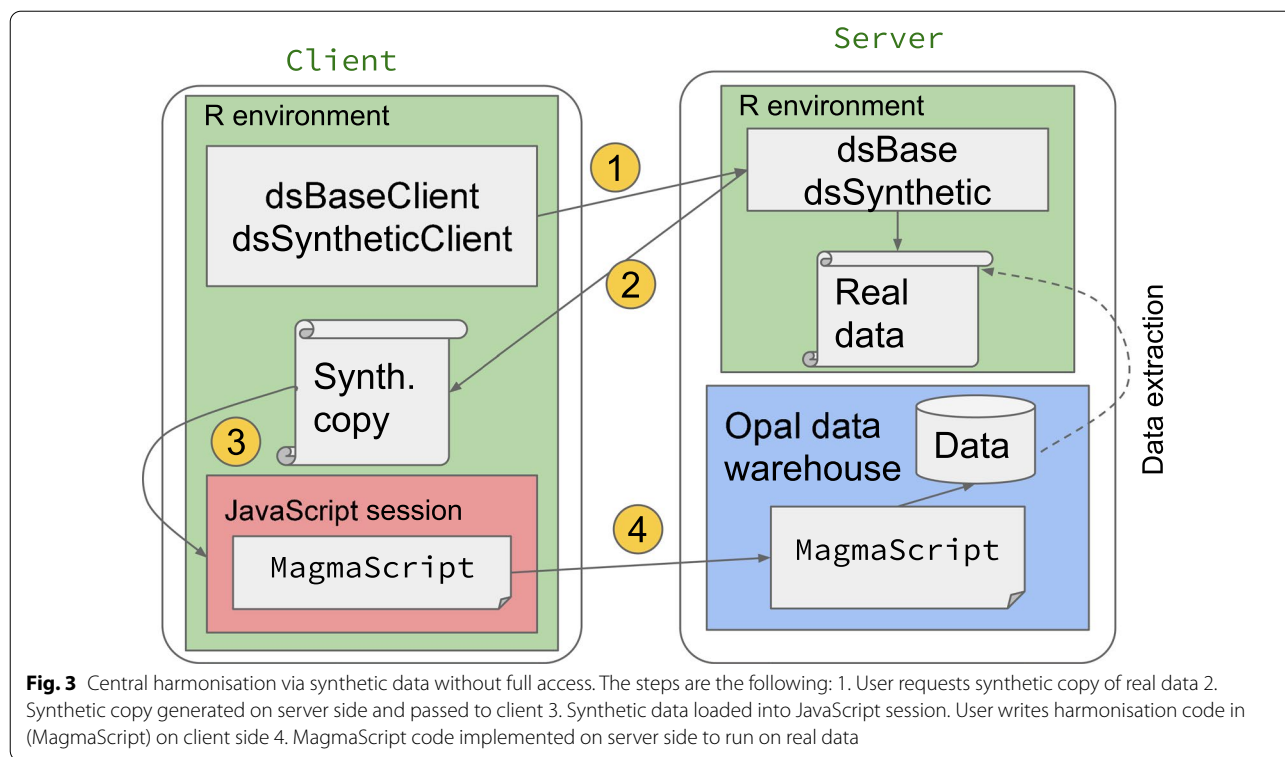 Client
Server
R environment
dsBaseClient
dsSyntheticClient
1
R environment
dsBase
dsSynthetic
2
Real
data
Synth.
copy
3
Data extraction
Opal data
warehouse
Data
JavaScript session
MagmaScript
4
MagmaScript
Fig. 3 Central harmonisation via synthetic data without full access. The steps are the following: 1. User requests synthetic copy of real data 2.
Synthetic copy generated on server side and passed to client 3. Synthetic data loaded into JavaScript session. User writes harmonisation code in
(MagmaScript) on client side 4. MagmaScript code implemented on server side to run on real data